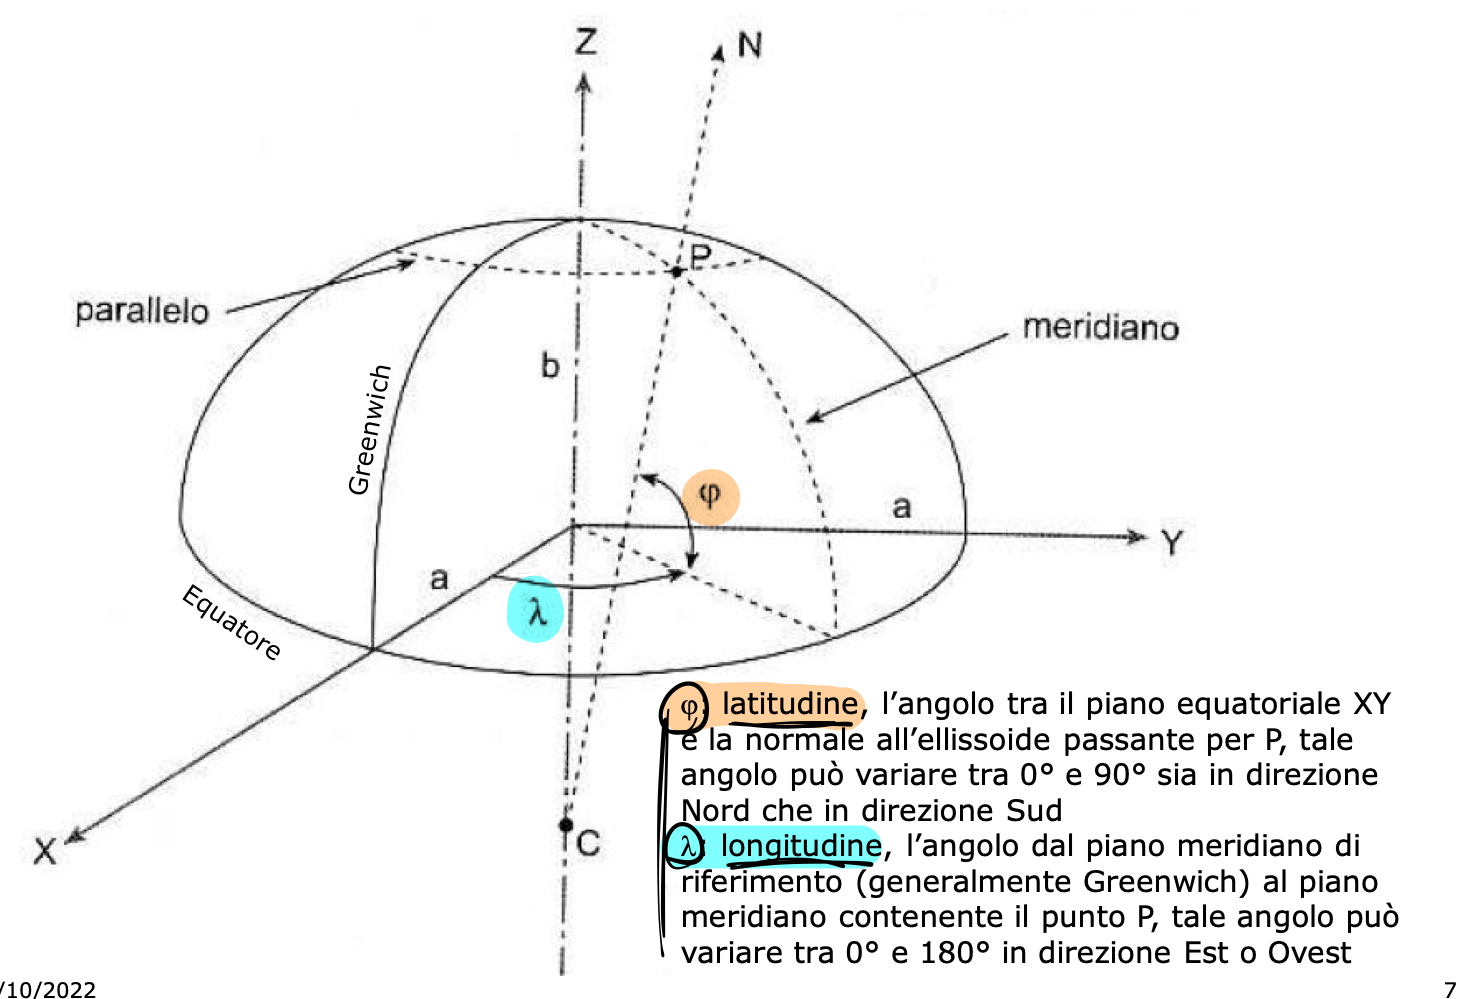 Z
N
P
parallelo
meridiano
b
Greenwich
φ
a
Y
a
λ
Equatore
X
C
φ: latitudine, l'angolo tra il piano equatoriale XY
e la normale all'ellissoide passante per P, tale
angolo può variare tra 0° e 90° sia in direzione
Nord che in direzione Sud
λ: longitudine, l'angolo dal piano meridiano di
riferimento (generalmente Greenwich) al piano
meridiano contenente il punto P, tale angolo può
variare tra 0° e 180° in direzione Est o Ovest
/10/2022
7